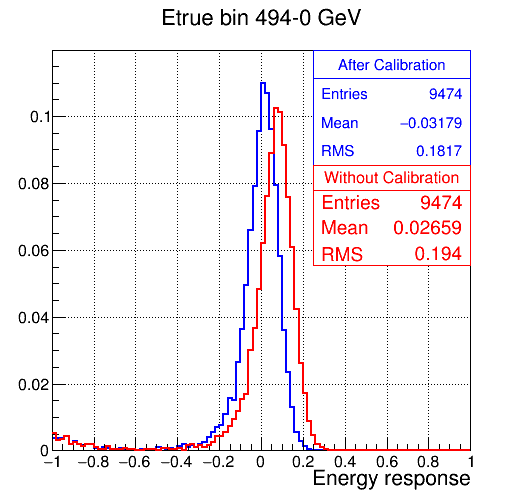 Etrue bin 494-0 GeV
After Calibration
Entries 9474
Mean −0.03179
RMS 0.1817
Without Calibration
Entries 9474
Mean 0.02659
RMS 0.194
0.1
0.08
0.06
0.04
0.02
0
−1 −0.8 −0.6 −0.4 −0.2 0 0.2 0.4 0.6 0.8 1
Energy response